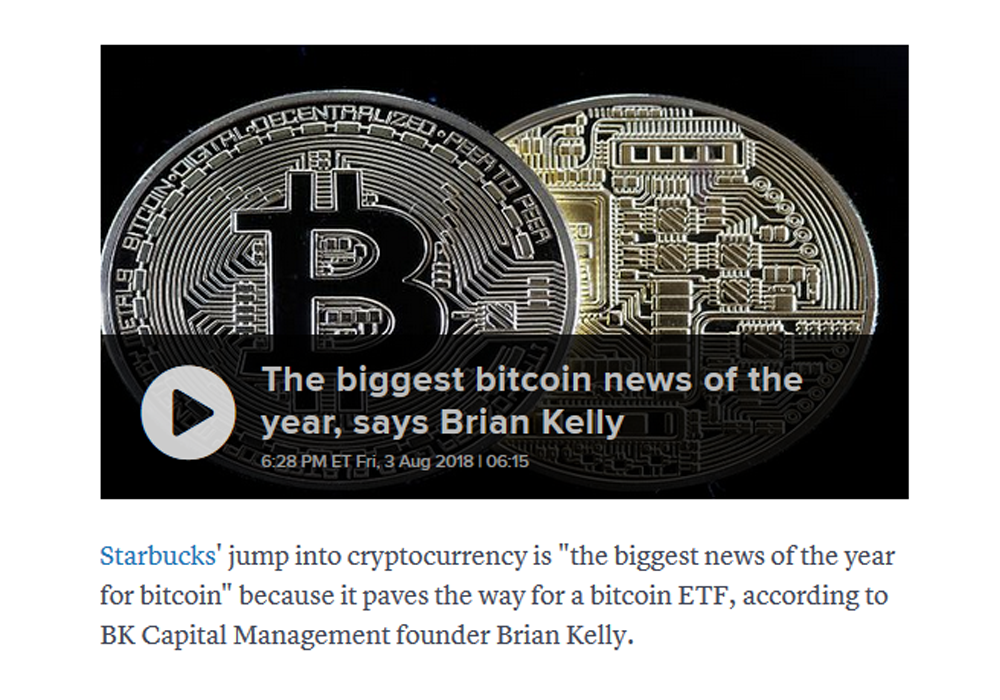 BITCOIN•DIGITAL•DECENTRALIZED•PEER TO PEER
The biggest bitcoin news of the
year, says Brian Kelly
6:28 PM ET Fri, 3 Aug 2018 | 06:15
Starbucks' jump into cryptocurrency is "the biggest news of the year
for bitcoin" because it paves the way for a bitcoin ETF, according to
BK Capital Management founder Brian Kelly.